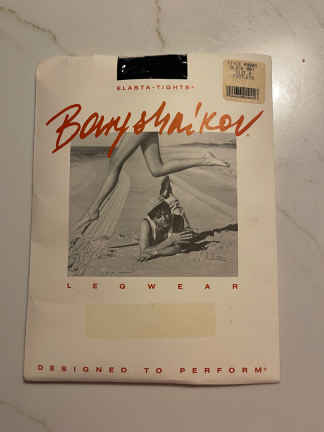 ELASTA-TIGHTS
Baryshnikov
LEGWEAR
DESIGNED TO PERFORM